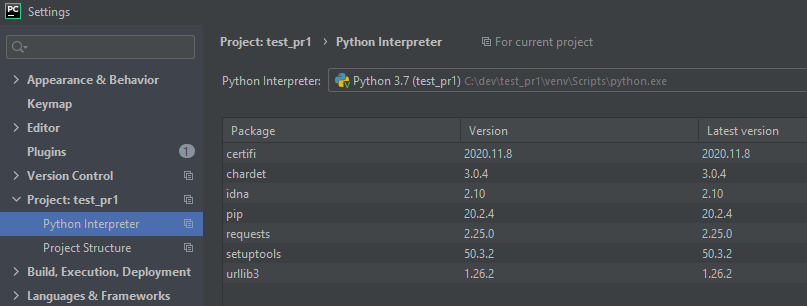 PC Settings
Project: test_pr1 › Python Interpreter For current project
Appearance & Behavior
Keymap
Editor
Plugins 1
Version Control
Project: test_pr1
Python Interpreter
Project Structure
Build, Execution, Deployment
Languages & Frameworks
Python Interpreter: Python 3.7 (test_pr1) C:\dev\test_pr1\venv\Scripts\python.exe
Package Version Latest version
certifi 2020.11.8 2020.11.8
chardet 3.0.4 3.0.4
idna 2.10 2.10
pip 20.2.4 20.2.4
requests 2.25.0 2.25.0
setuptools 50.3.2 50.3.2
urllib3 1.26.2 1.26.2